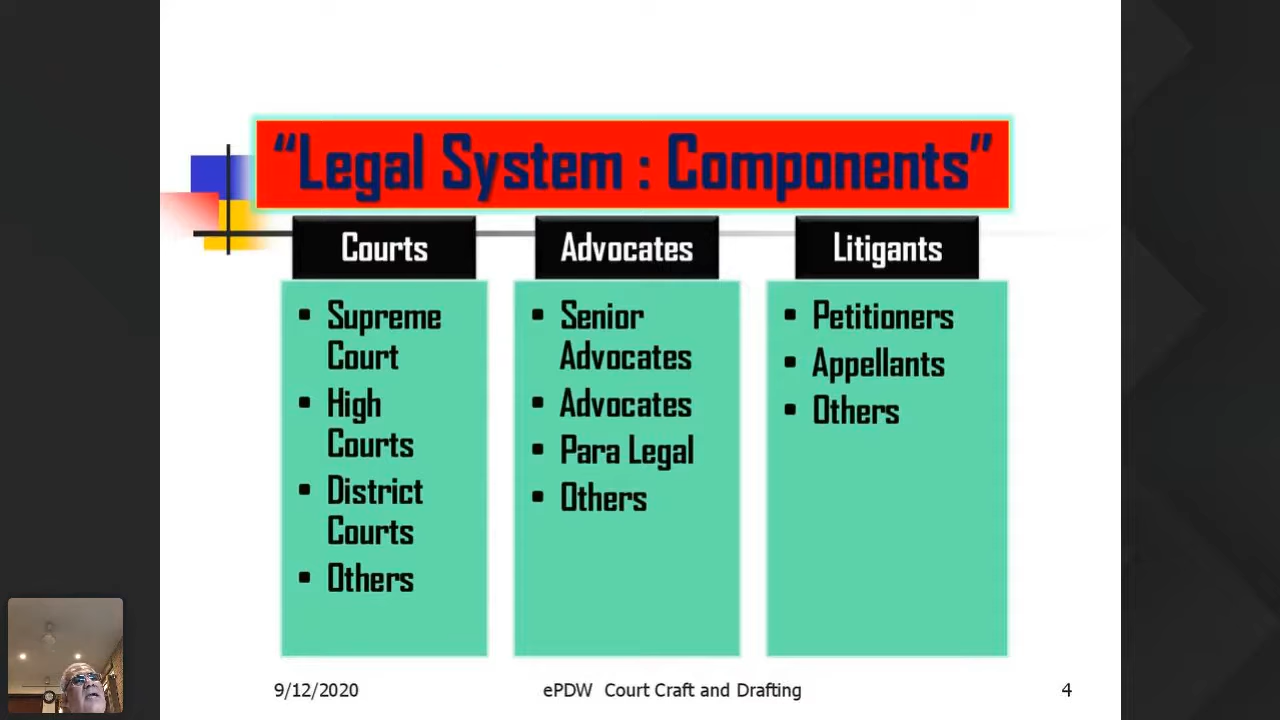 “Legal System : Components”
Courts
▪ Supreme
Court
▪ High
Courts
▪ District
Courts
▪ Others
Advocates
▪ Senior
Advocates
▪ Advocates
▪ Para Legal
▪ Others
Litigants
▪ Petitioners
▪ Appellants
▪ Others
9/12/2020
ePDW Court Craft and Drafting
4